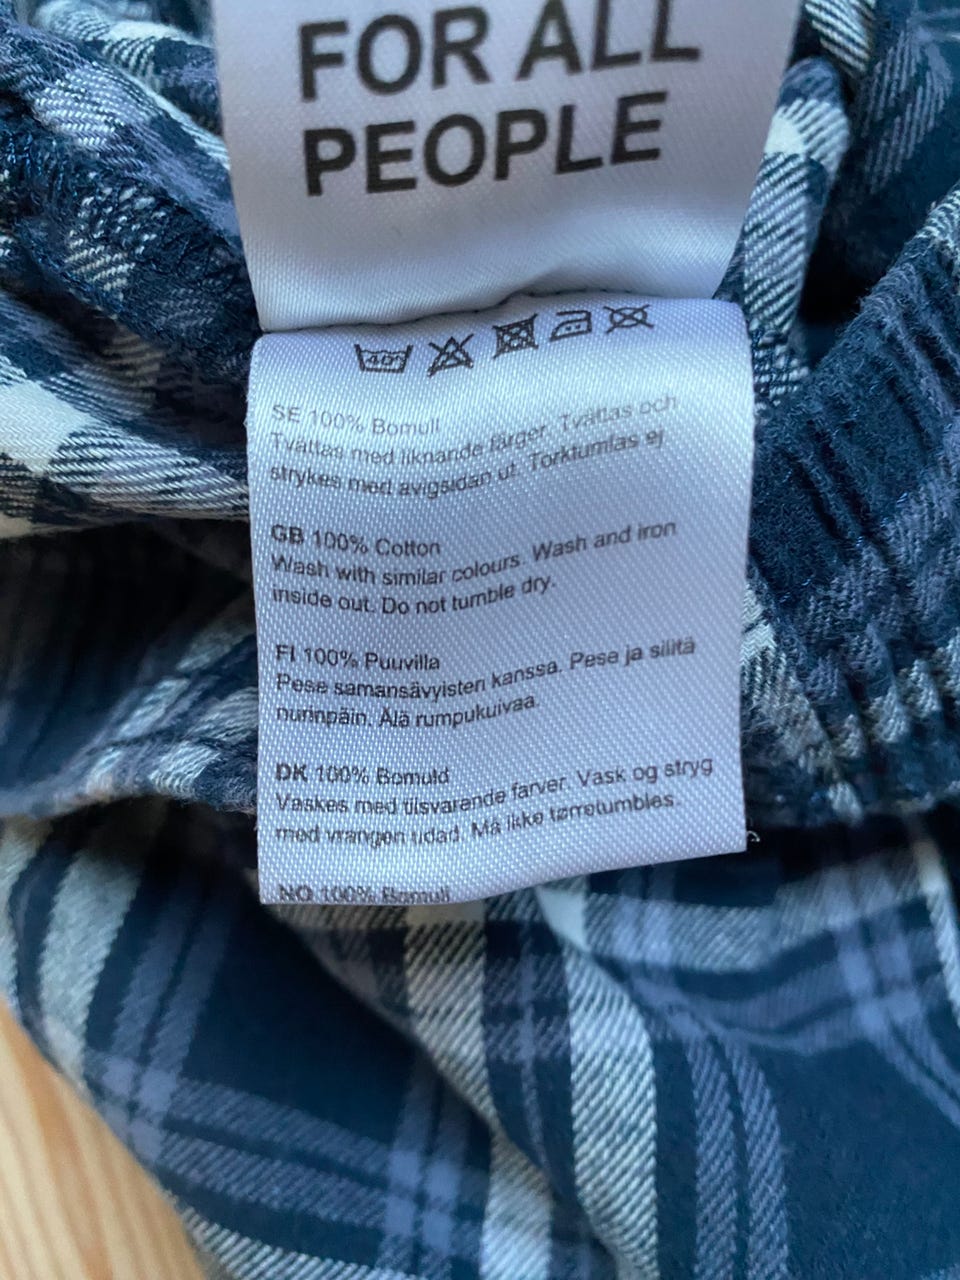 FOR ALL
PEOPLE
40°
SE 100% Bomull
Tvättas med liknande färger. Tvättas och
strykes med avigsidan ut. Torktumlas ej
GB 100% Cotton
Wash with similar colours. Wash and iron
inside out. Do not tumble dry.
FI 100% Puuvilla
Pese samansävyisten kanssa. Pese ja silitä
nurinpäin. Älä rumpukuivaa.
DK 100% Bomuld
Vaskes med tilsvarende farver. Vask og stryg
med vrangen udad. Må ikke tørretumbles.
NO 100% Bomull